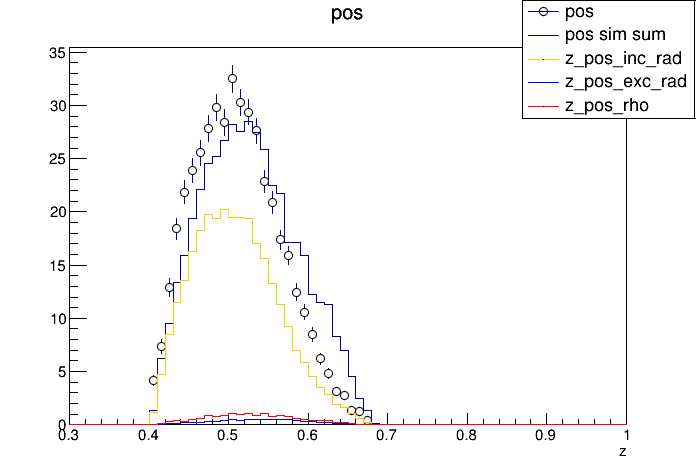 pos
pos
pos sim sum
z_pos_inc_rad
z_pos_exc_rad
z_pos_rho
35
30
25
20
15
10
5
0
0.3 0.4 0.5 0.6 0.7 0.8 0.9 1
z